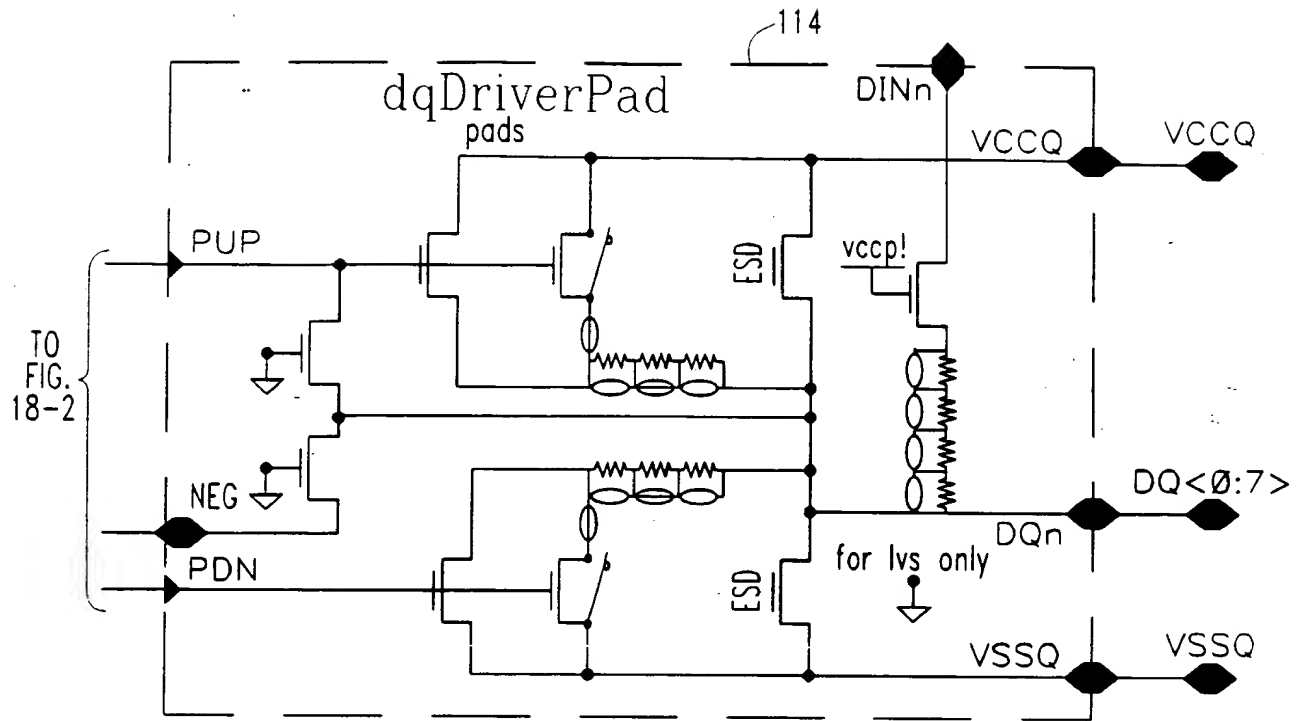 114
dqDriverPad
pads
DINn
VCCQ
VCCQ
PUP
ESD
vccp!
TO
FIG.
18-2
NEG
DQ<0:7>
DQn
PDN
ESD
for lvs only
VSSQ
VSSQ